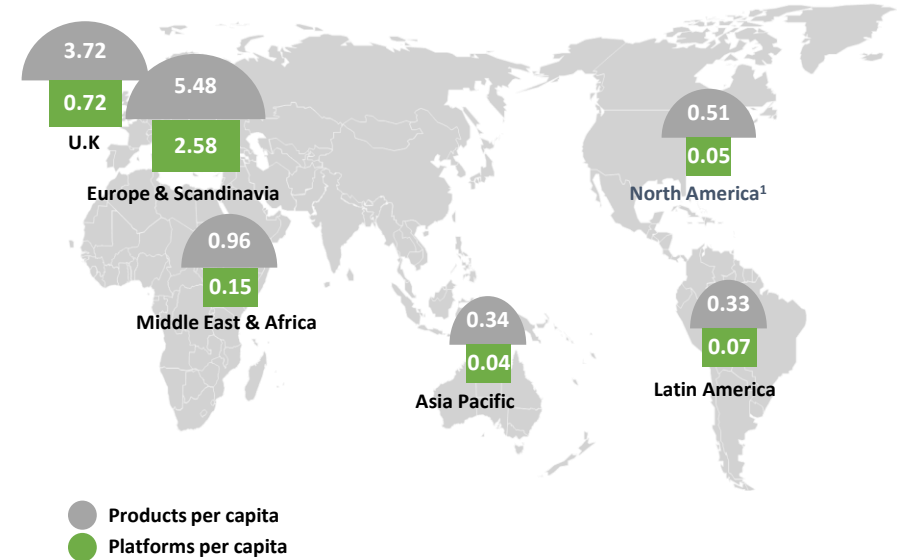 3.72
0.72
U.K
5.48
2.58
Europe & Scandinavia
0.51
0.05
North America¹
0.96
0.15
Middle East & Africa
0.34
0.04
Asia Pacific
0.33
0.07
Latin America
Products per capita
Platforms per capita